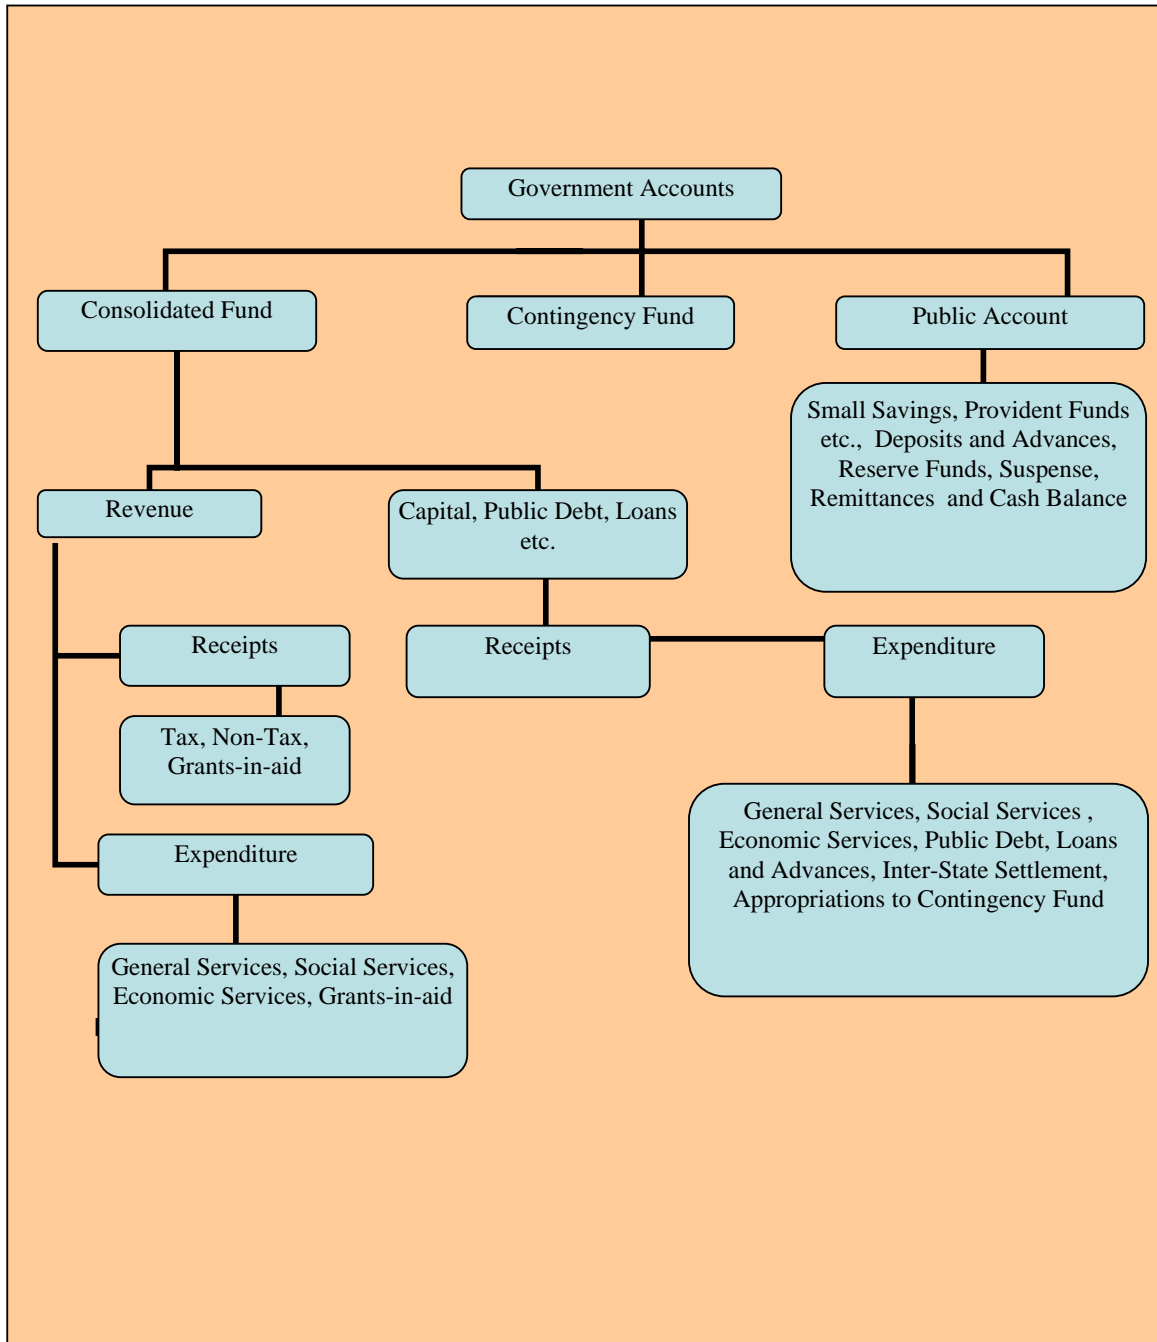 Government Accounts
Consolidated Fund
Contingency Fund
Public Account
Small Savings, Provident Funds
etc.,  Deposits and Advances,
Reserve Funds, Suspense,
Remittances  and Cash Balance
Revenue
Capital, Public Debt, Loans
etc.
Receipts
Receipts
Expenditure
Tax, Non-Tax,
Grants-in-aid
Expenditure
General Services, Social Services ,
Economic Services, Public Debt, Loans
and Advances, Inter-State Settlement,
Appropriations to Contingency Fund
General Services, Social Services,
Economic Services, Grants-in-aid